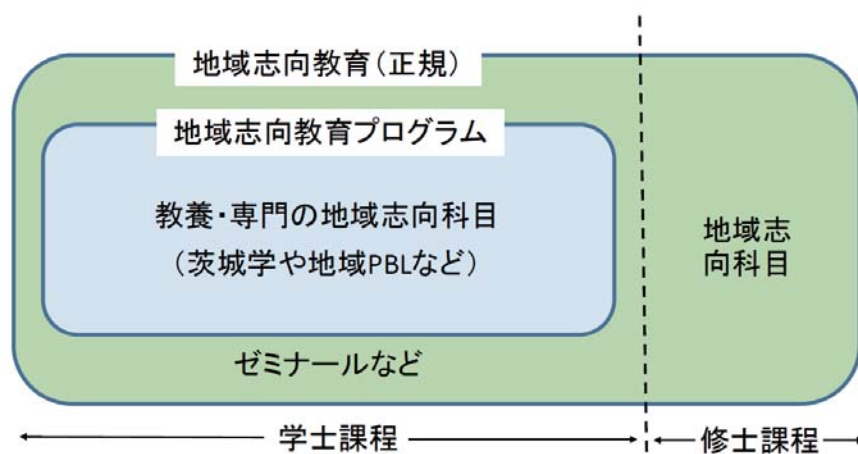 地域志向教育（正規）
地域志向教育プログラム
教養・専門の地域志向科目
（茨城学や地域PBLなど）
ゼミナールなど
地域志
向科目
学士課程
修士課程